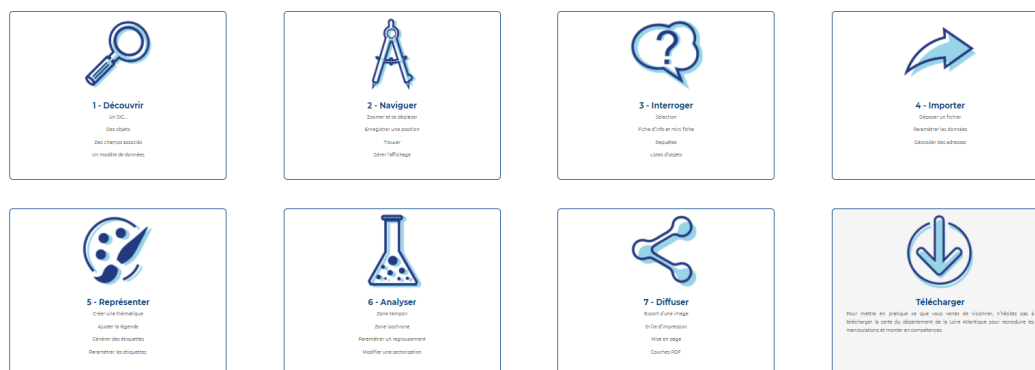 1 - Découvrir
Un SIG...
Des objets
Des champs associés
Un modèle de données
2 - Naviguer
Zoomer et se déplacer
Enregistrer une position
Trouver
Gérer l'affichage
3 - Interroger
Sélection
Fiche d'info et mini fiche
Requêtes
Listes d'objets
4 - Importer
Déposer un fichier
Paramétrer les données
Géocoder des adresses
5 - Représenter
Créer une thématique
Ajuster la légende
Générer des étiquettes
Paramétrer les étiquettes
6 - Analyser
Zone tampon
Zone isochrone
Paramétrer un regroupement
Modifier une sectorisation
7 - Diffuser
Export d'une image
Grille d'impression
Mise en page
Couches PDF
Télécharger
Pour mettre en pratique ce que vous venez de visionner, n'hésitez pas à
télécharger la carte du département de la Loire Atlantique pour reproduire les
manipulations et monter en compétences.